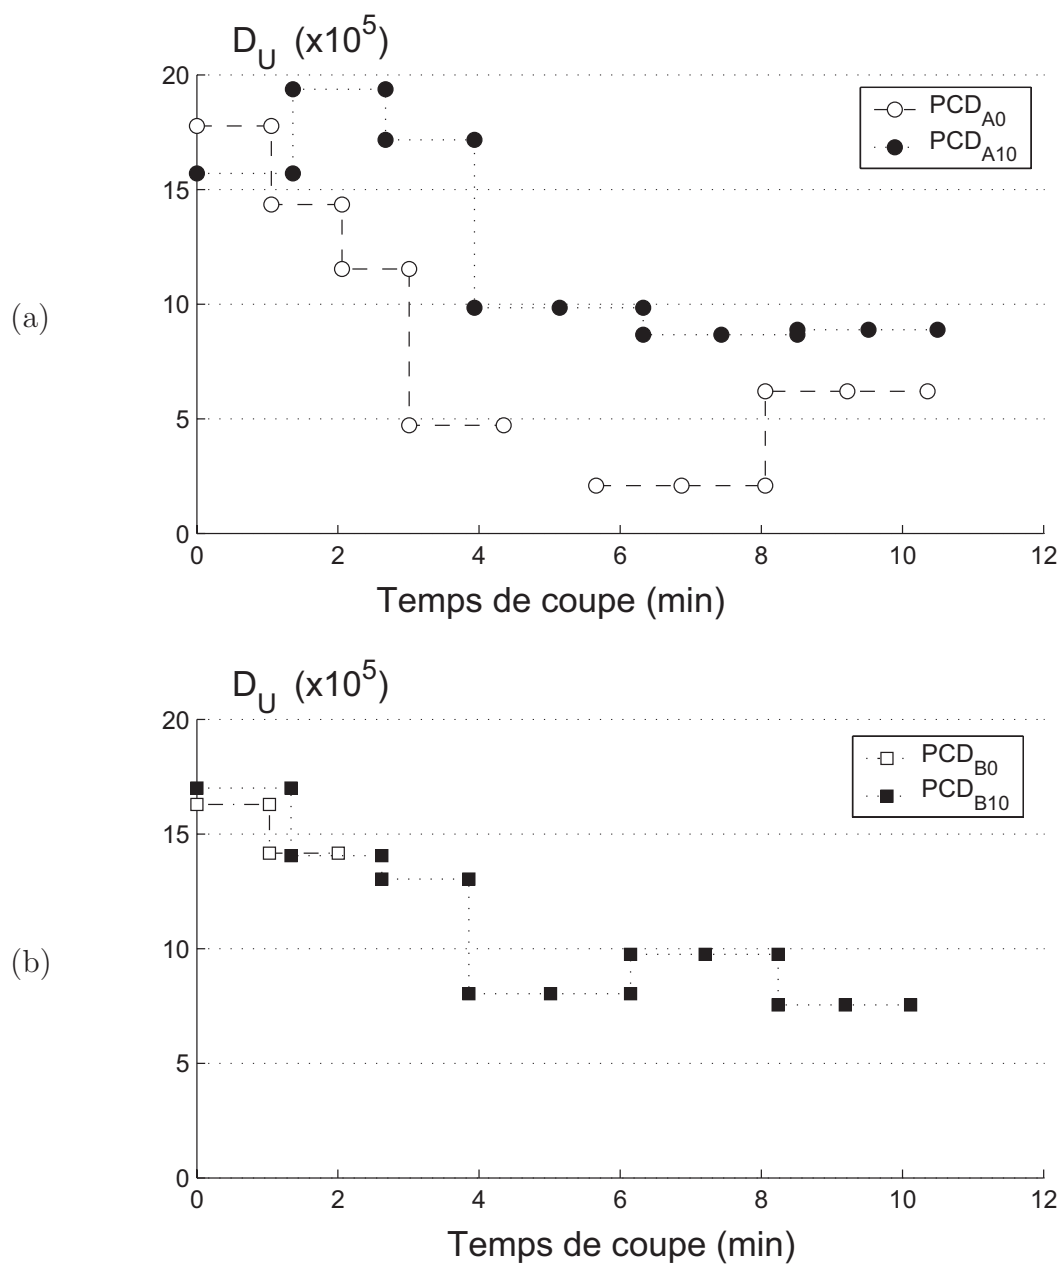 (a)
D_U (x10^5)
20
15
10
5
0
0 2 4 6 8 10 12
Temps de coupe (min)
PCD_A0
PCD_A10
(b)
D_U (x10^5)
20
15
10
5
0
0 2 4 6 8 10 12
Temps de coupe (min)
PCD_B0
PCD_B10